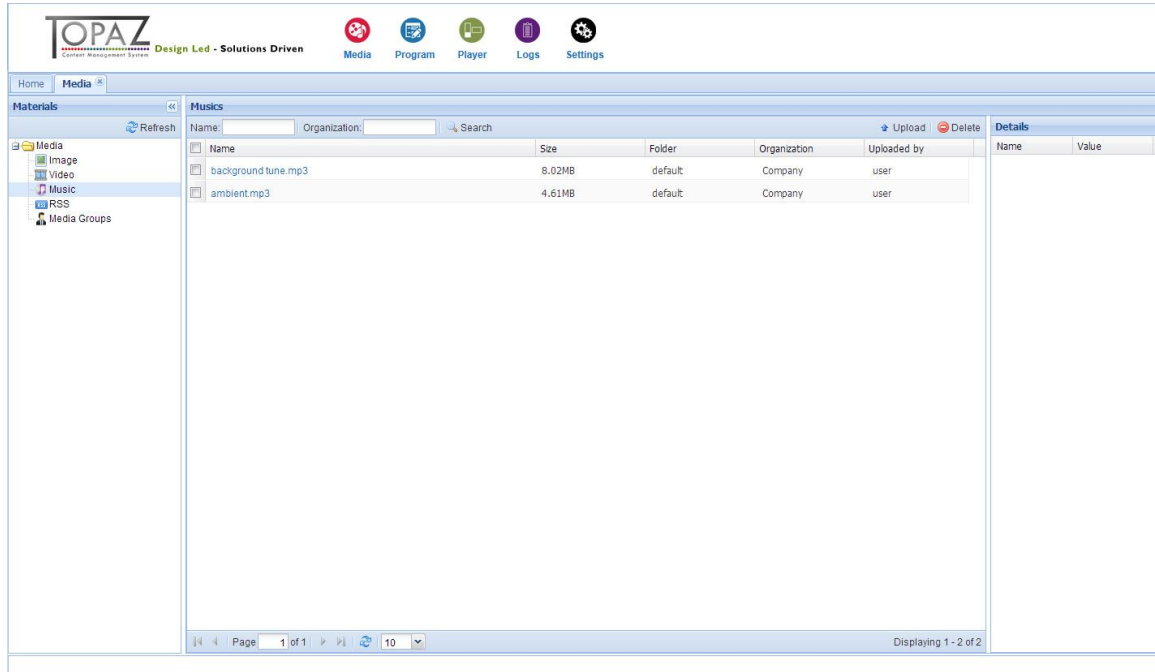 TOPAZ
Content Management System
Design Led - Solutions Driven
Media Program Player Logs Settings
Home Media
Materials
Refresh
Media
Image
Video
Music
RSS
Media Groups
Musics
Name: Organization: Search Upload Delete
Name Size Folder Organization Uploaded by
background tune.mp3 8.02MB default Company user
ambient.mp3 4.61MB default Company user
Page 1 of 1 10 Displaying 1 - 2 of 2
Details
Name Value